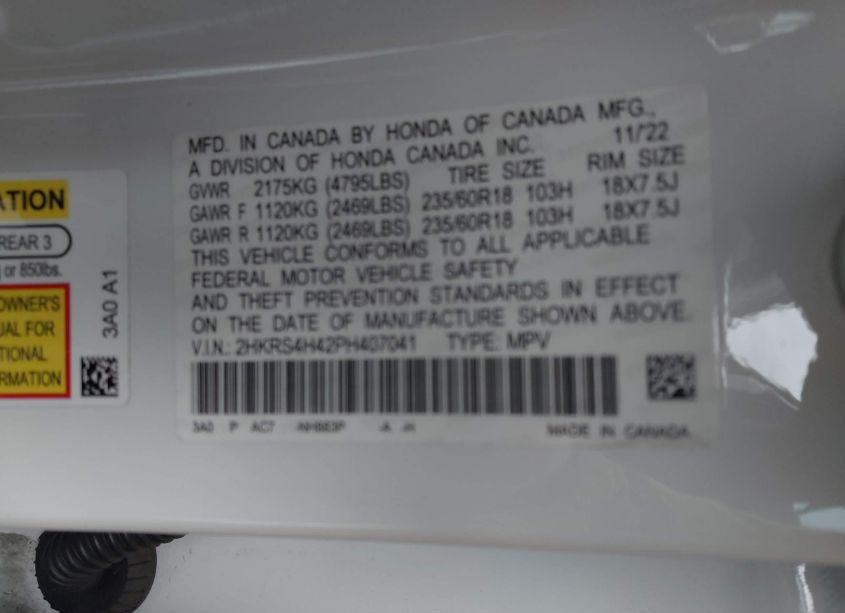 ATION
REAR 3
or 850lbs.
OWNER'S
UAL FOR
TIONAL
RMATION
3A0 A1
MFD. IN CANADA BY HONDA OF CANADA MFG.,
A DIVISION OF HONDA CANADA INC. 11/22
GVWR 2175KG (4795LBS) TIRE SIZE RIM SIZE
GAWR F 1120KG (2469LBS) 235/60R18 103H 18X7.5J
GAWR R 1120KG (2469LBS) 235/60R18 103H 18X7.5J
THIS VEHICLE CONFORMS TO ALL APPLICABLE
FEDERAL MOTOR VEHICLE SAFETY
AND THEFT PREVENTION STANDARDS IN EFFECT
ON THE DATE OF MANUFACTURE SHOWN ABOVE.
V.I.N.: 2HKRS4H42PH407041 TYPE: MPV
3A0 P AC7 -A
MADE IN CANADA